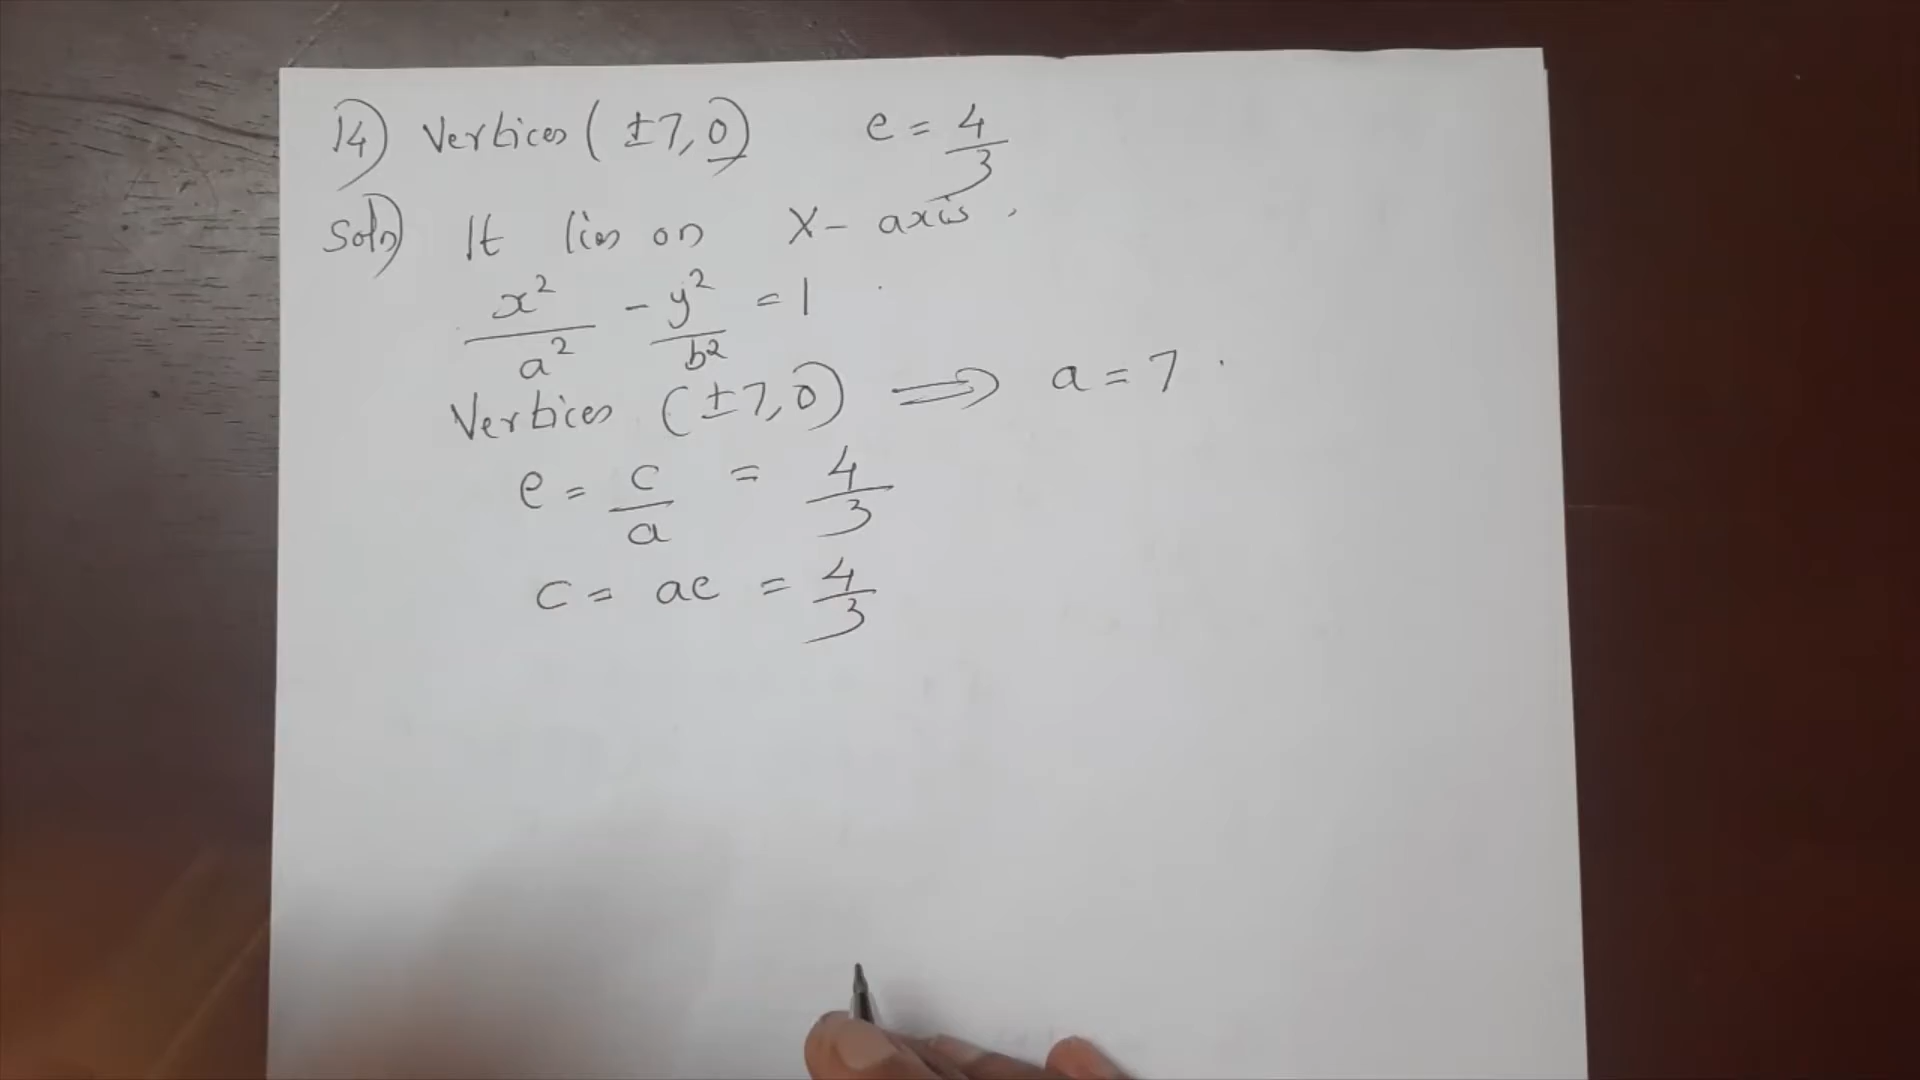 14) Vertices (±7, 0) e = 4/3
Soln) It lies on X-axis.
x²/a² - y²/b² = 1
Vertices (±7, 0) ⟹ a = 7.
e = c/a = 4/3
c = ae = 4/3